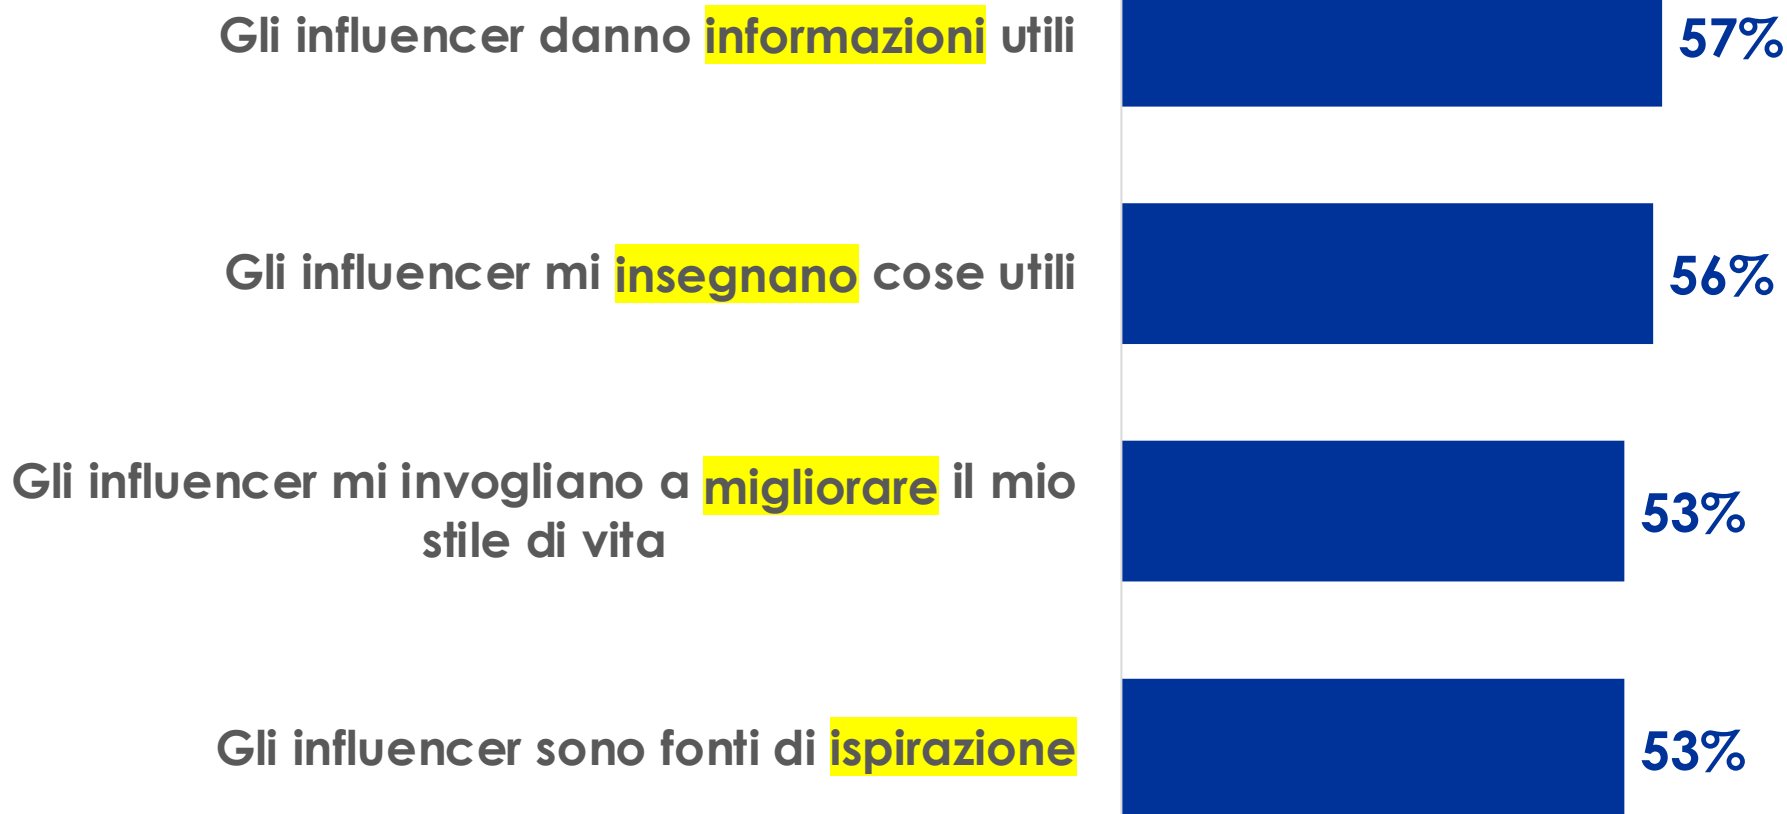 Gli influencer danno informazioni utili 57%
Gli influencer mi insegnano cose utili 56%
Gli influencer mi invogliano a migliorare il mio
stile di vita 53%
Gli influencer sono fonti di ispirazione 53%